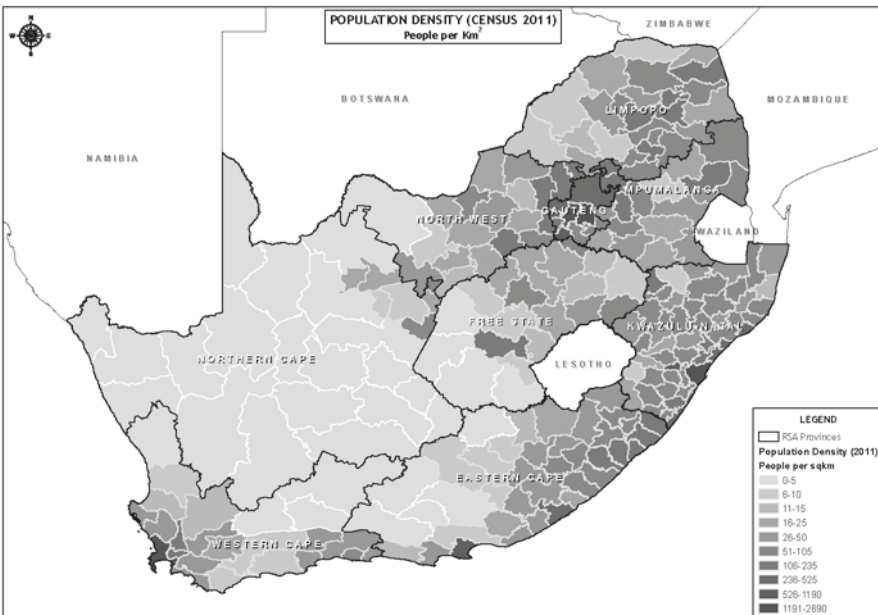 N
W E
S
POPULATION DENSITY (CENSUS 2011)
People per Km²
ZIMBABWE
BOTSWANA
MOZAMBIQUE
NAMIBIA
LIMPOPO
MPUMALANGA
GAUTENG
NORTH WEST
WAZILAND
FREE STATE
KWAZULU-NATAL
NORTHERN CAPE
LESOTHO
EASTERN CAPE
WESTERN CAPE
LEGEND
RSA Provinces
Population Density (2011)
People per sqkm
0-5
6-10
11-15
16-25
26-50
51-105
106-235
236-525
526-1190
1191-2690